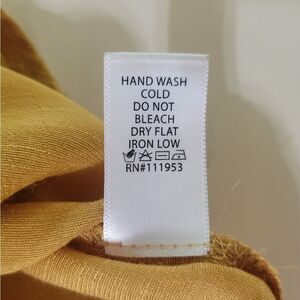 HAND WASH
COLD
DO NOT
BLEACH
DRY FLAT
IRON LOW
RN#111953